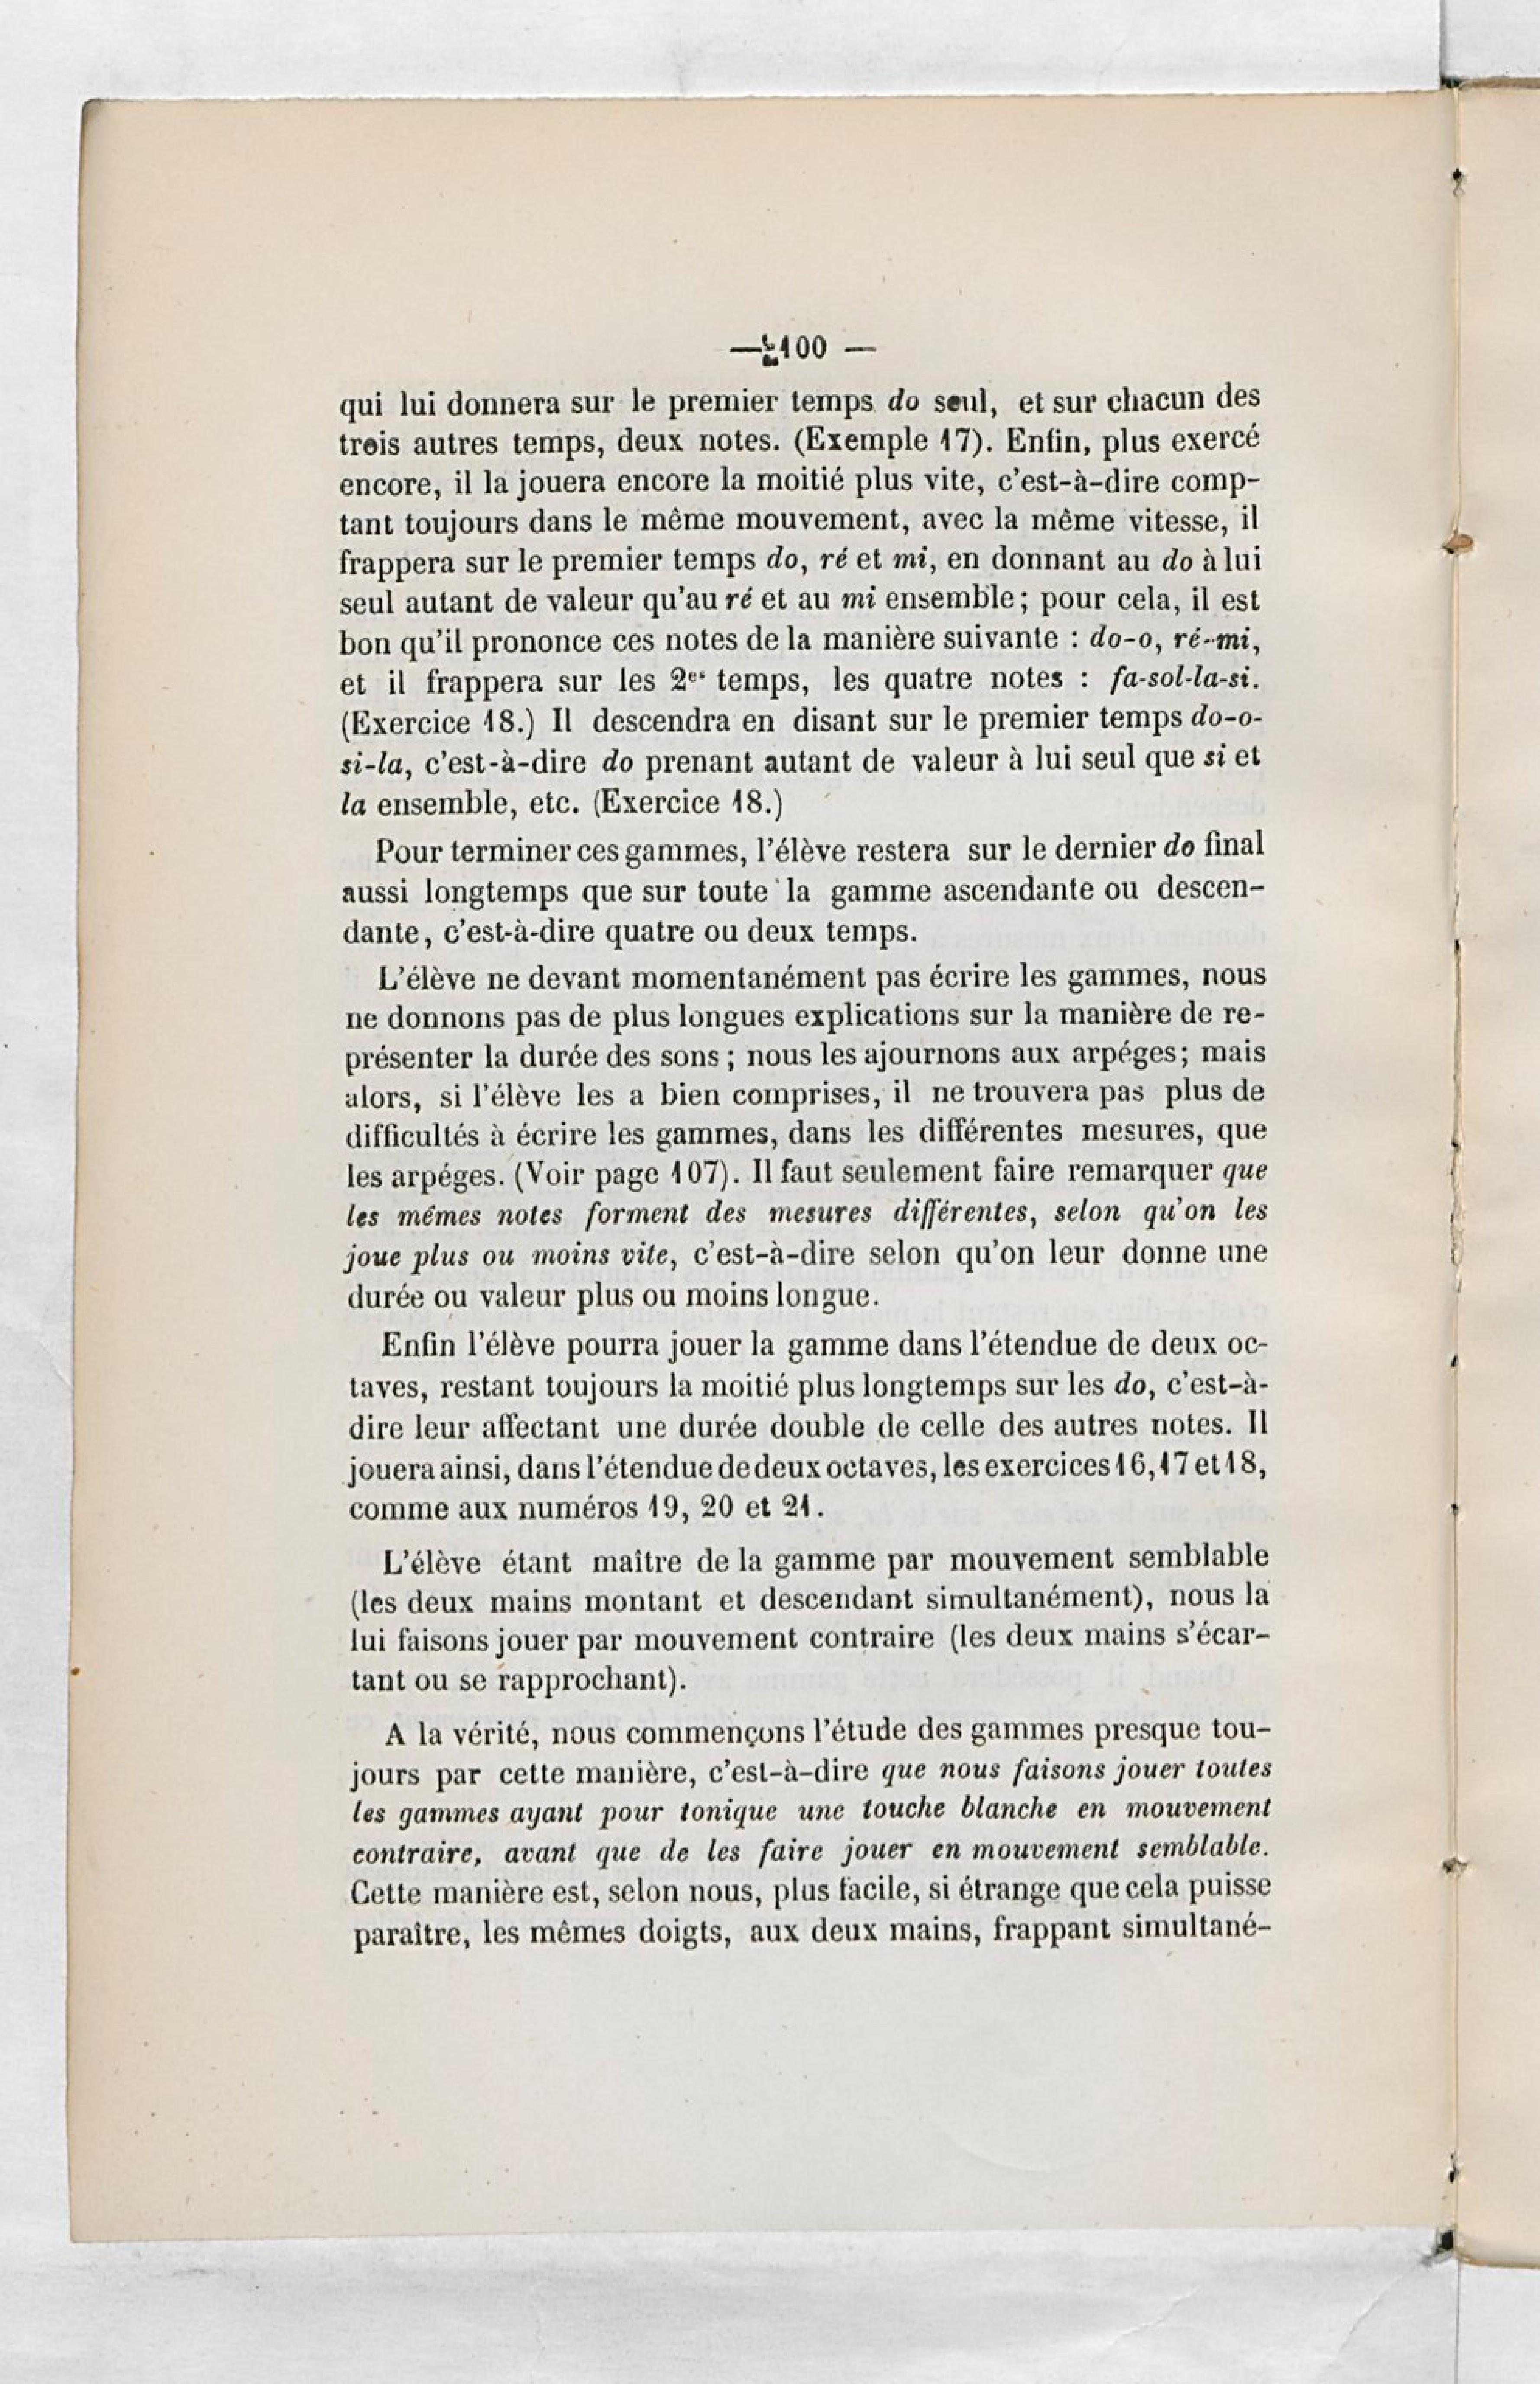 — 100 —
qui lui donnera sur le premier temps do seul, et sur chacun des
trois autres temps, deux notes. (Exemple 17). Enfin, plus exercé
encore, il la jouera encore la moitié plus vite, c'est-à-dire comp-
tant toujours dans le même mouvement, avec la même vitesse, il
frappera sur le premier temps do, ré et mi, en donnant au do à lui
seul autant de valeur qu'au ré et au mi ensemble; pour cela, il est
bon qu'il prononce ces notes de la manière suivante : do-o, ré-mi,
et il frappera sur les 2es temps, les quatre notes : fa-sol-la-si.
(Exercice 18.) Il descendra en disant sur le premier temps do-o-
si-la, c'est-à-dire do prenant autant de valeur à lui seul que si et
la ensemble, etc. (Exercice 18.)
Pour terminer ces gammes, l'élève restera sur le dernier do final
aussi longtemps que sur toute la gamme ascendante ou descen-
dante, c'est-à-dire quatre ou deux temps.
L'élève ne devant momentanément pas écrire les gammes, nous
ne donnons pas de plus longues explications sur la manière de re-
présenter la durée des sons; nous les ajournons aux arpéges; mais
alors, si l'élève les a bien comprises, il ne trouvera pas plus de
difficultés à écrire les gammes, dans les différentes mesures, que
les arpéges. (Voir page 107). Il faut seulement faire remarquer que
les mêmes notes forment des mesures différentes, selon qu'on les
joue plus ou moins vite, c'est-à-dire selon qu'on leur donne une
durée ou valeur plus ou moins longue.
Enfin l'élève pourra jouer la gamme dans l'étendue de deux oc-
taves, restant toujours la moitié plus longtemps sur les do, c'est-à-
dire leur affectant une durée double de celle des autres notes. Il
jouera ainsi, dans l'étendue de deux octaves, les exercices 16, 17 et 18,
comme aux numéros 19, 20 et 21.
L'élève étant maître de la gamme par mouvement semblable
(les deux mains montant et descendant simultanément), nous la
lui faisons jouer par mouvement contraire (les deux mains s'écar-
tant ou se rapprochant).
A la vérité, nous commençons l'étude des gammes presque tou-
jours par cette manière, c'est-à-dire que nous faisons jouer toutes
les gammes ayant pour tonique une touche blanche en mouvement
contraire, avant que de les faire jouer en mouvement semblable.
Cette manière est, selon nous, plus facile, si étrange que cela puisse
paraître, les mêmes doigts, aux deux mains, frappant simultané-